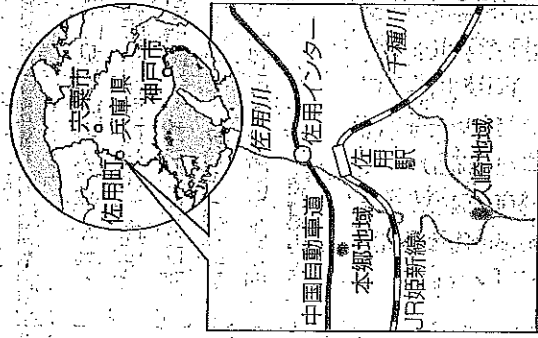 宍粟市
兵庫県
神戸市
佐用町
佐用川
佐用インター
千種川
中国自動車道
佐用駅
本郷地域
久崎地域
JR姫新線